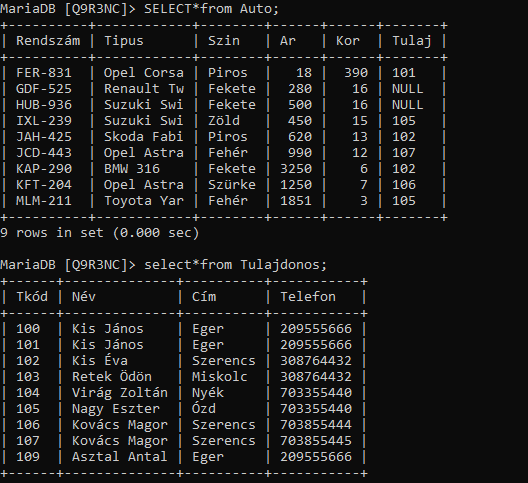 MariaDB [Q9R3NC]> SELECT*from Auto;
+----------+------------+--------+------+-----+-------+
| Rendszám | Tipus      | Szin   | Ar   | Kor | Tulaj |
+----------+------------+--------+------+-----+-------+
| FER-831  | Opel Corsa | Piros  |   18 | 390 | 101   |
| GDF-525  | Renault Tw | Fekete |  280 |  16 | NULL  |
| HUB-936  | Suzuki Swi | Fekete |  500 |  16 | NULL  |
| IXL-239  | Suzuki Swi | Zöld   |  450 |  15 | 105   |
| JAH-425  | Skoda Fabi | Piros  |  620 |  13 | 102   |
| JCD-443  | Opel Astra | Fehér  |  990 |  12 | 107   |
| KAP-290  | BMW 316    | Fekete | 3250 |   6 | 102   |
| KFT-204  | Opel Astra | Szürke | 1250 |   7 | 106   |
| MLM-211  | Toyota Yar | Fehér  | 1851 |   3 | 105   |
+----------+------------+--------+------+-----+-------+
9 rows in set (0.000 sec)
MariaDB [Q9R3NC]> select*from Tulajdonos;
+------+--------------+----------+-----------+
| Tkód | Név          | Cím      | Telefon   |
+------+--------------+----------+-----------+
| 100  | Kis János    | Eger     | 209555666 |
| 101  | Kis János    | Eger     | 209555666 |
| 102  | Kis Éva      | Szerencs | 308764432 |
| 103  | Retek Ödön   | Miskolc  | 308764432 |
| 104  | Virág Zoltán | Nyék     | 703355440 |
| 105  | Nagy Eszter  | Ózd      | 703355440 |
| 106  | Kovács Magor | Szerencs | 703855444 |
| 107  | Kovács Magor | Szerencs | 703855445 |
| 109  | Asztal Antal | Eger     | 209555666 |
+------+--------------+----------+-----------+